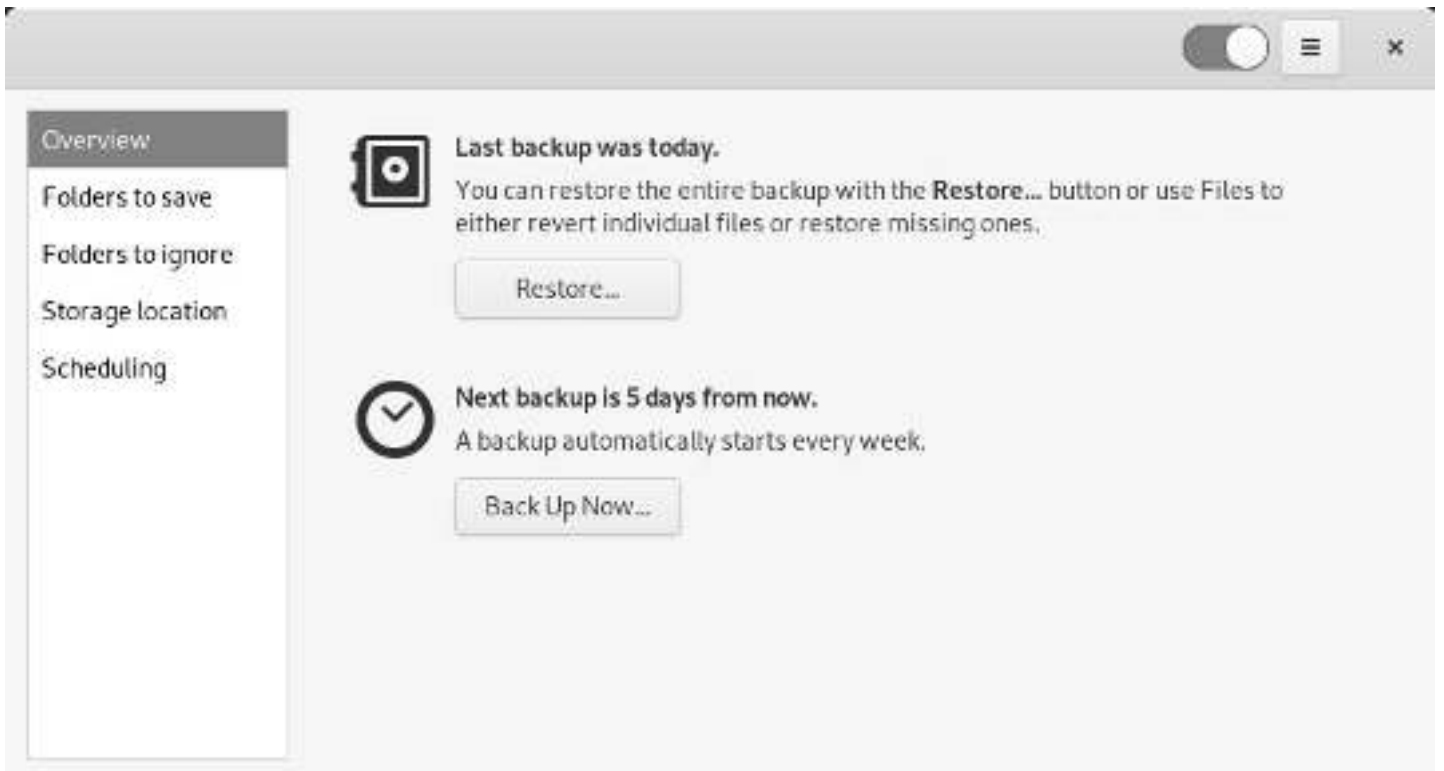 Overview
Folders to save
Folders to ignore
Storage location
Scheduling
Last backup was today.
You can restore the entire backup with the Restore... button or use Files to
either revert individual files or restore missing ones.
Restore...
Next backup is 5 days from now.
A backup automatically starts every week.
Back Up Now...